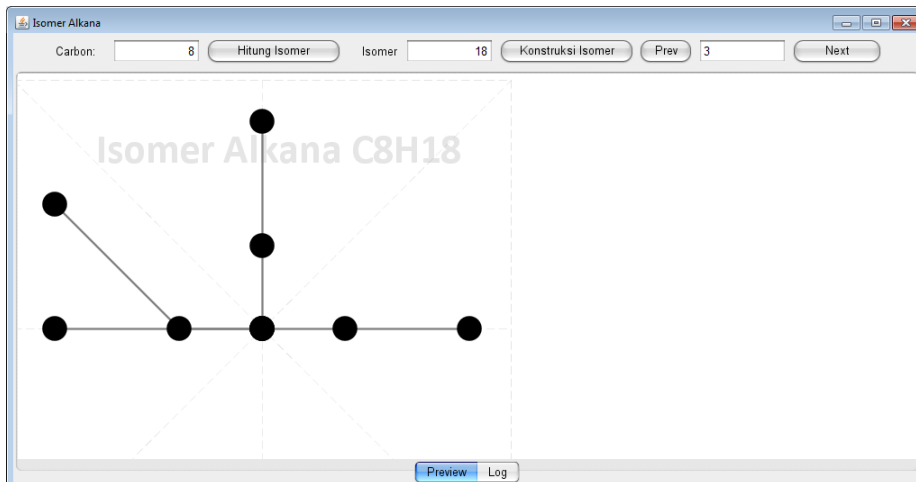 Isomer Alkana
Carbon: 8 Hitung Isomer Isomer 18 Konstruksi Isomer Prev 3 Next
Isomer Alkana C8H18
Preview Log